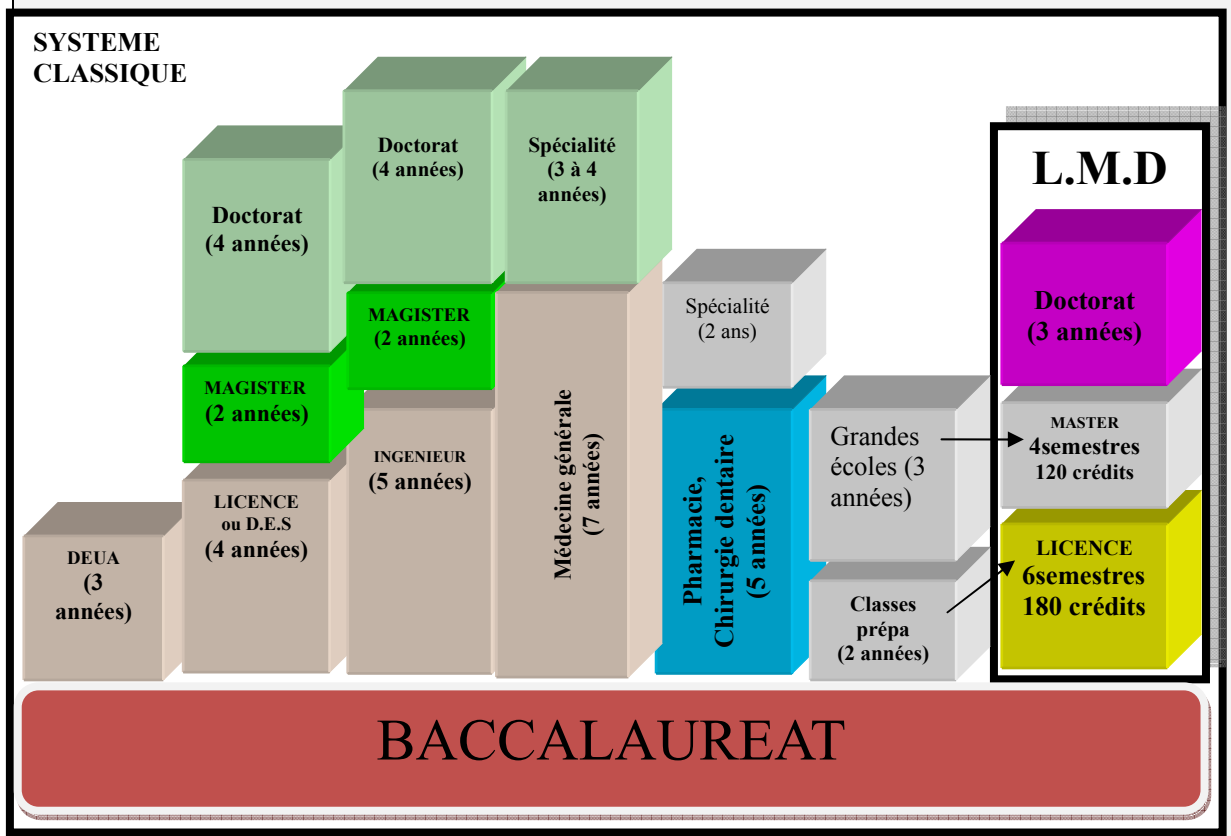 SYSTEME
CLASSIQUE
DEUA
(3
années)
Doctorat
(4 années)
MAGISTER
(2 années)
LICENCE
ou D.E.S
(4 années)
Doctorat
(4 années)
MAGISTER
(2 années)
INGENIEUR
(5 années)
Spécialité
(3 à 4
années)
Médecine générale
(7 années)
Spécialité
(2 ans)
Pharmacie,
Chirurgie dentaire
(5 années)
Grandes
écoles (3
années)
Classes
prépa
(2 années)
L.M.D
Doctorat
(3 années)
MASTER
4semestres
120 crédits
LICENCE
6semestres
180 crédits
BACCALAUREAT